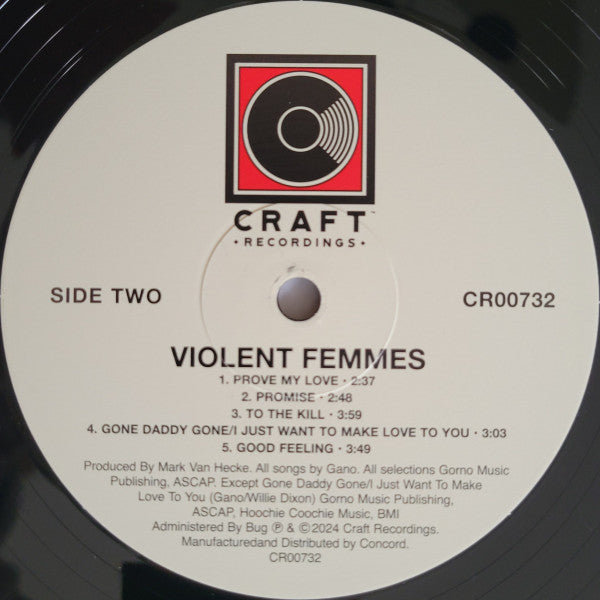 CRAFT™
• RECORDINGS •
SIDE TWO
CR00732
VIOLENT FEMMES
1. PROVE MY LOVE • 2:37
2. PROMISE • 2:48
3. TO THE KILL • 3:59
4. GONE DADDY GONE/I JUST WANT TO MAKE LOVE TO YOU • 3:03
5. GOOD FEELING • 3:49
Produced By Mark Van Hecke. All songs by Gano. All selections Gorno Music
Publishing, ASCAP. Except Gone Daddy Gone/I Just Want To Make
Love To You (Gano/Willie Dixon) Gorno Music Publishing,
ASCAP, Hoochie Coochie Music, BMI
Administered By Bug ℗ & ©2024 Craft Recordings.
Manufacturedand Distributed by Concord.
CR00732